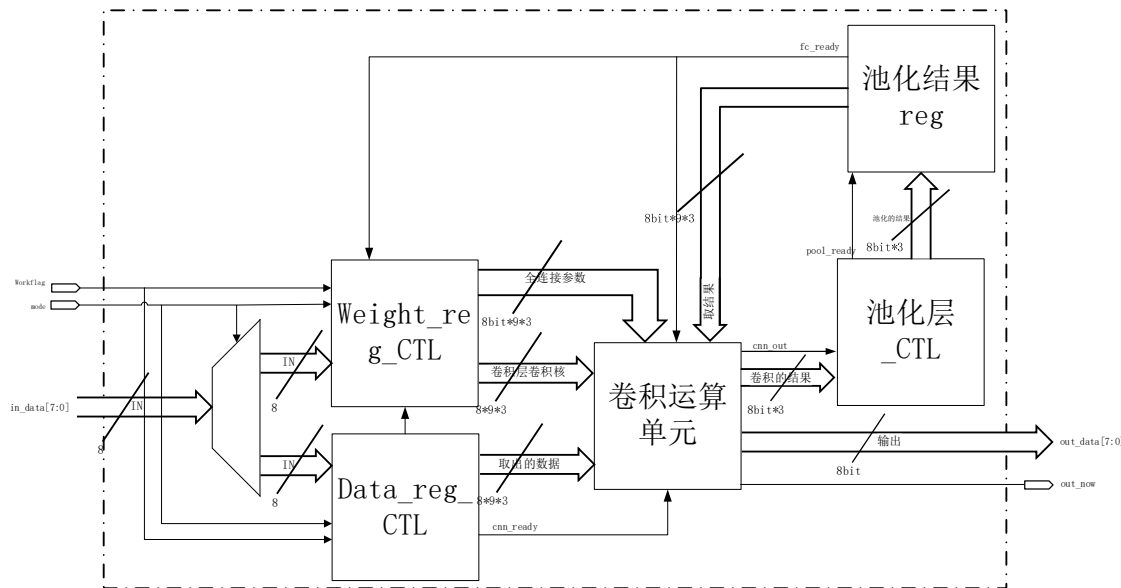 fc_ready
池化结果
reg
8bit*9*3
池化的结果
8bit*3
pool_ready
Workflag
mode
全连接参数
8bit*9*3
Weight_re
g_CTL
取结果
池化层
_CTL
cnn_out
IN
8
卷积层卷积核
8*9*3
卷积的结果
8bit*3
卷积运算
单元
in_data[7:0]
IN
8
输出
8bit
out_data[7:0]
IN
8
取出的数据
8*9*3
Data_reg_
CTL
out_now
cnn_ready